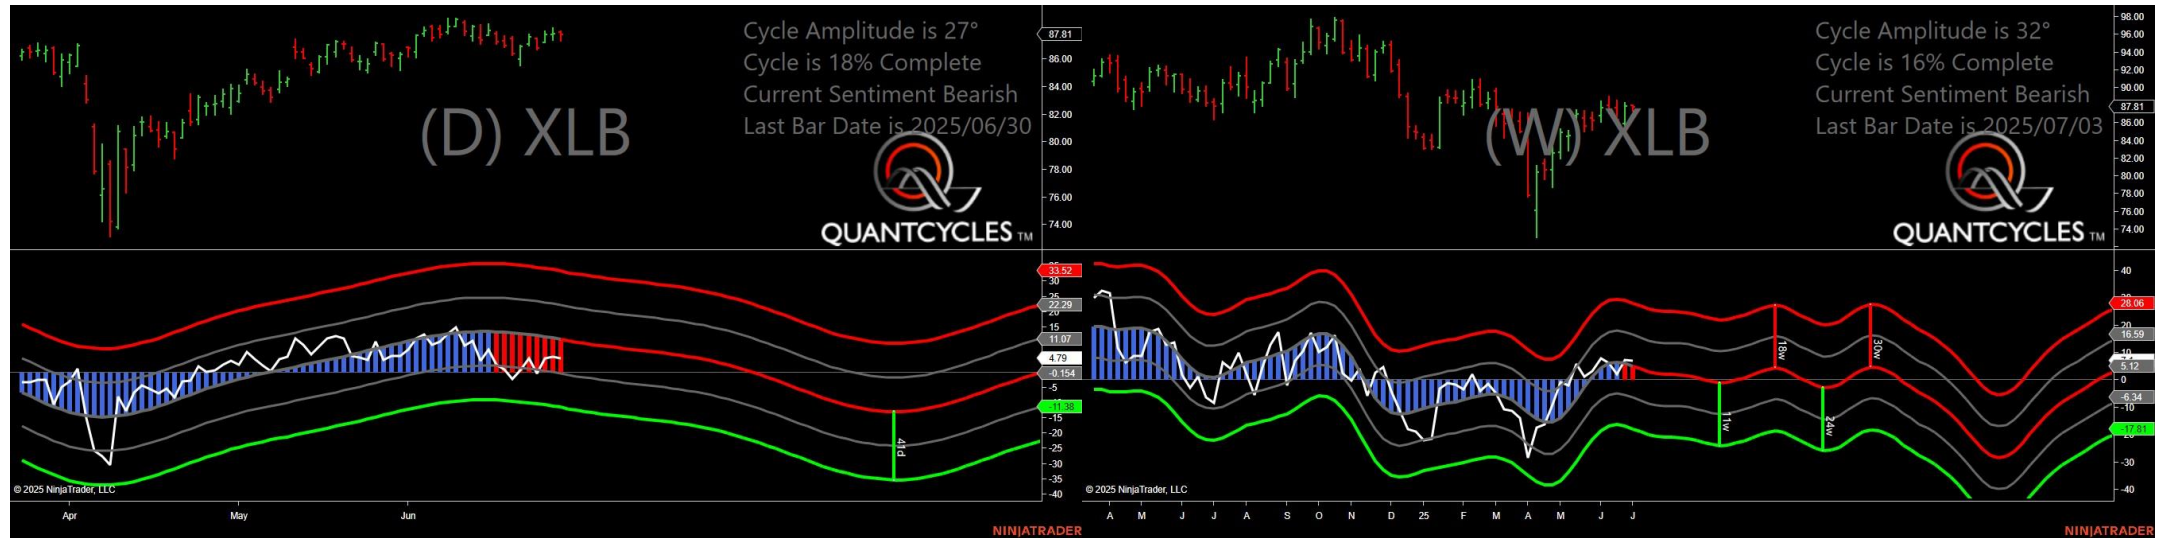 Cycle Amplitude is 27°
Cycle is 18% Complete
Current Sentiment Bearish
Last Bar Date is 2025/06/30
(D) XLB
QUANTCYCLES TM
87.81
86.00
84.00
82.00
80.00
78.00
76.00
74.00
33.52
30
25
22.29
20
15
11.07
4.79
-0.154
-5
-11.38
-15
-20
-25
-30
-35
-40
41d
© 2025 NinjaTrader, LLC
Apr
May
Jun
NINJATRADER
Cycle Amplitude is 32°
Cycle is 16% Complete
Current Sentiment Bearish
Last Bar Date is 2025/07/03
(W) XLB
QUANTCYCLES TM
98.00
96.00
94.00
92.00
90.00
87.81
86.00
84.00
82.00
80.00
78.00
76.00
74.00
40
28.06
20
16.59
10
5.12
0
-6.34
-10
-17.81
-30
-40
18w
30w
11w
24w
© 2025 NinjaTrader, LLC
A M J J A S O N D 25 F M A M J J
NINJATRADER